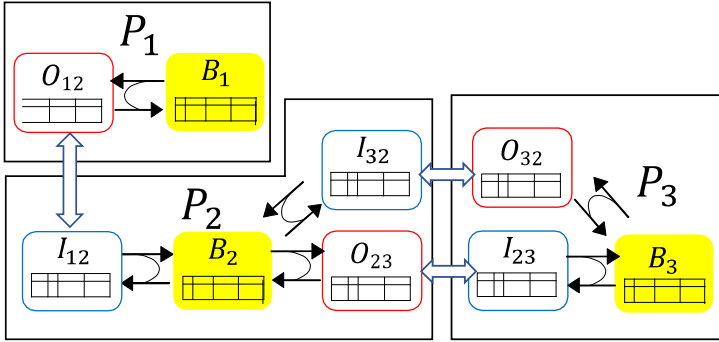 P₁
O₁₂
B₁
I₃₂
O₃₂
P₂
P₃
I₁₂
B₂
O₂₃
I₂₃
B₃